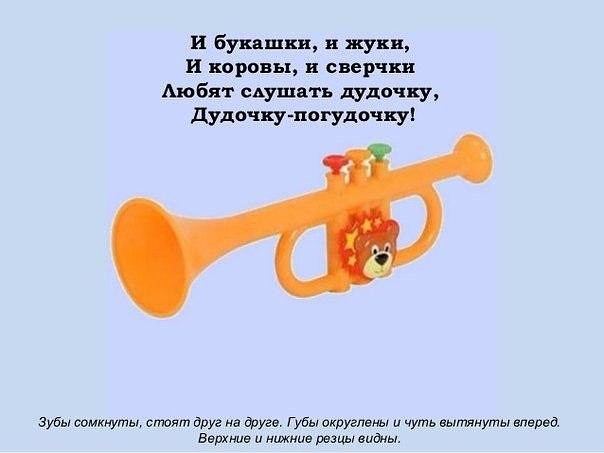 И букашки, и жуки,
И коровы, и сверчки
Любят слушать дудочку,
Дудочку-погудочку!
Зубы сомкнуты, стоят друг на друге. Губы округлены и чуть вытянуты вперед.
Верхние и нижние резцы видны.